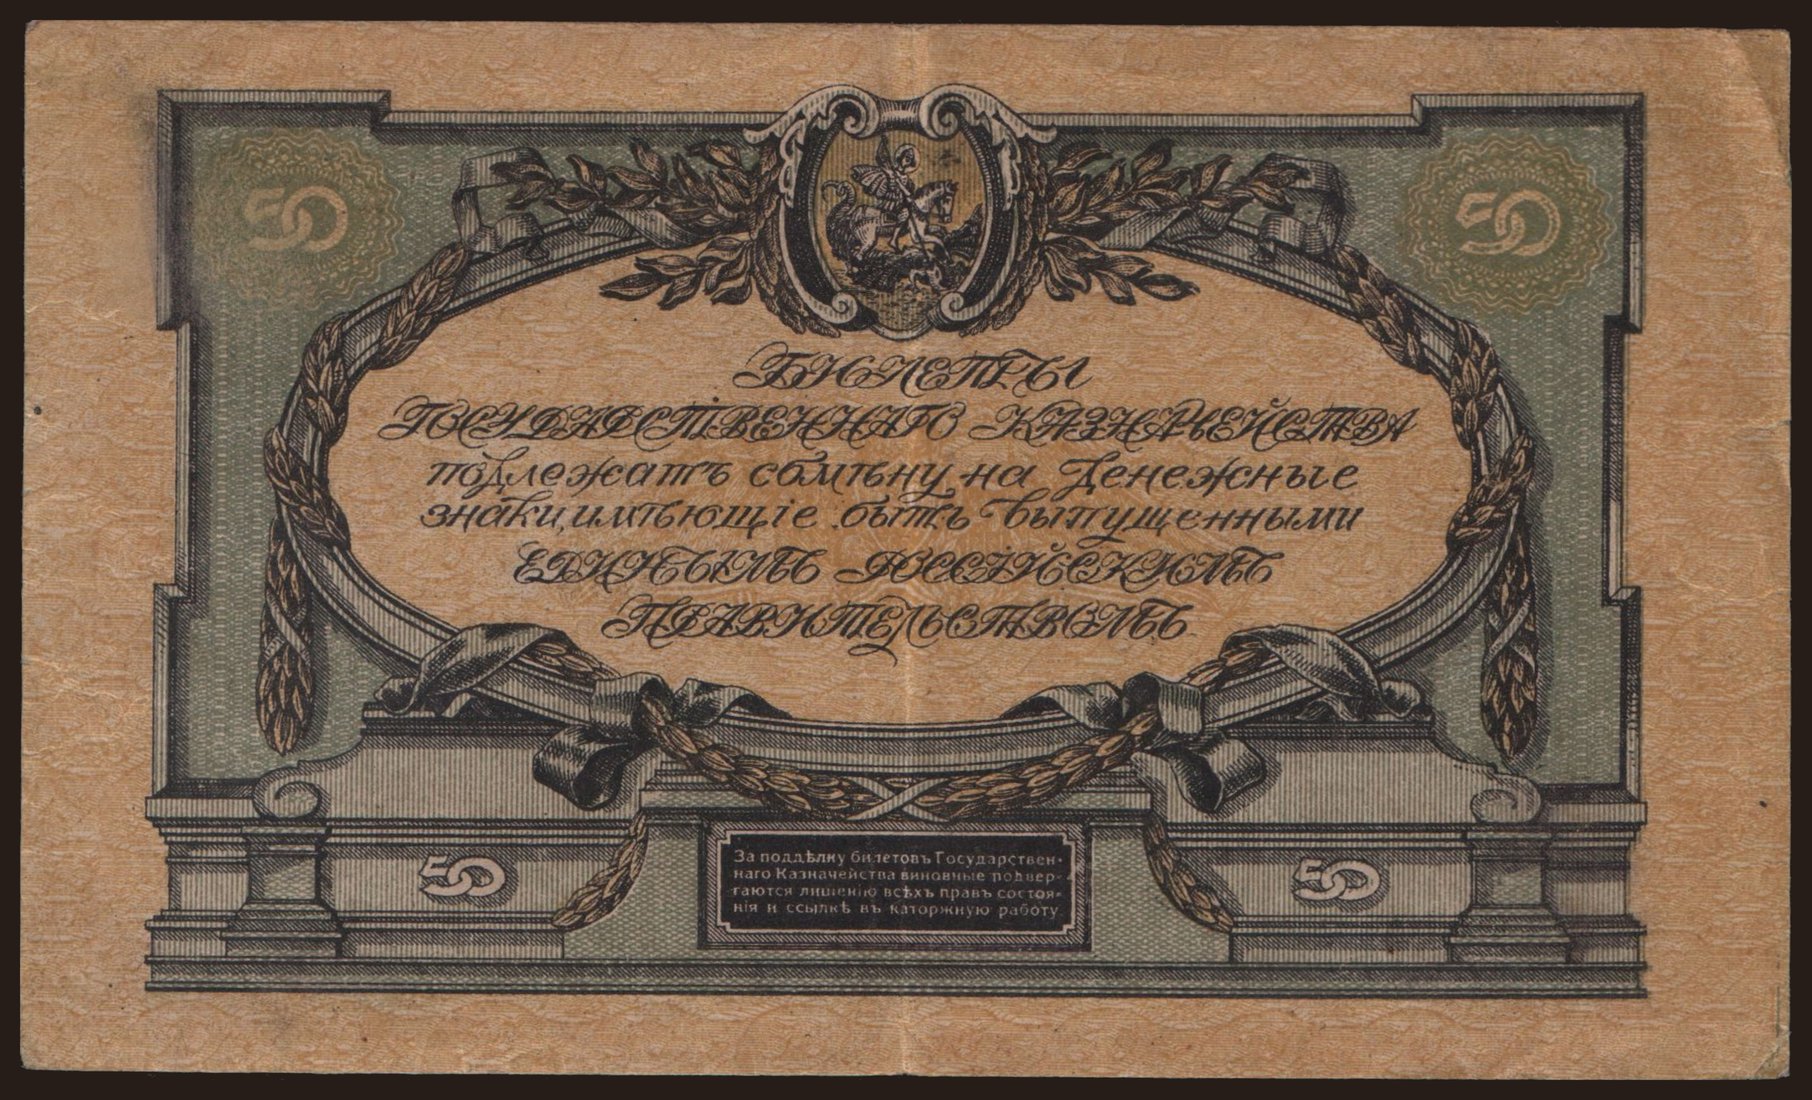 50 50
БИЛЕТЫ
ГОСУДАРСТВЕННАГО КАЗНАЧЕЙСТВА
подлежатъ обмѣну на денежные
знаки, имѣющіе быть выпущенными
ЕДИНЫМЪ РОССІЙСКИМЪ
ПРАВИТЕЛЬСТВОМЪ.
50 50
За поддѣлку билетовъ Государствен-
наго Казначейства виновные подвер-
гаются лишенію всѣхъ правъ состоя-
нія и ссылкѣ въ каторжную работу